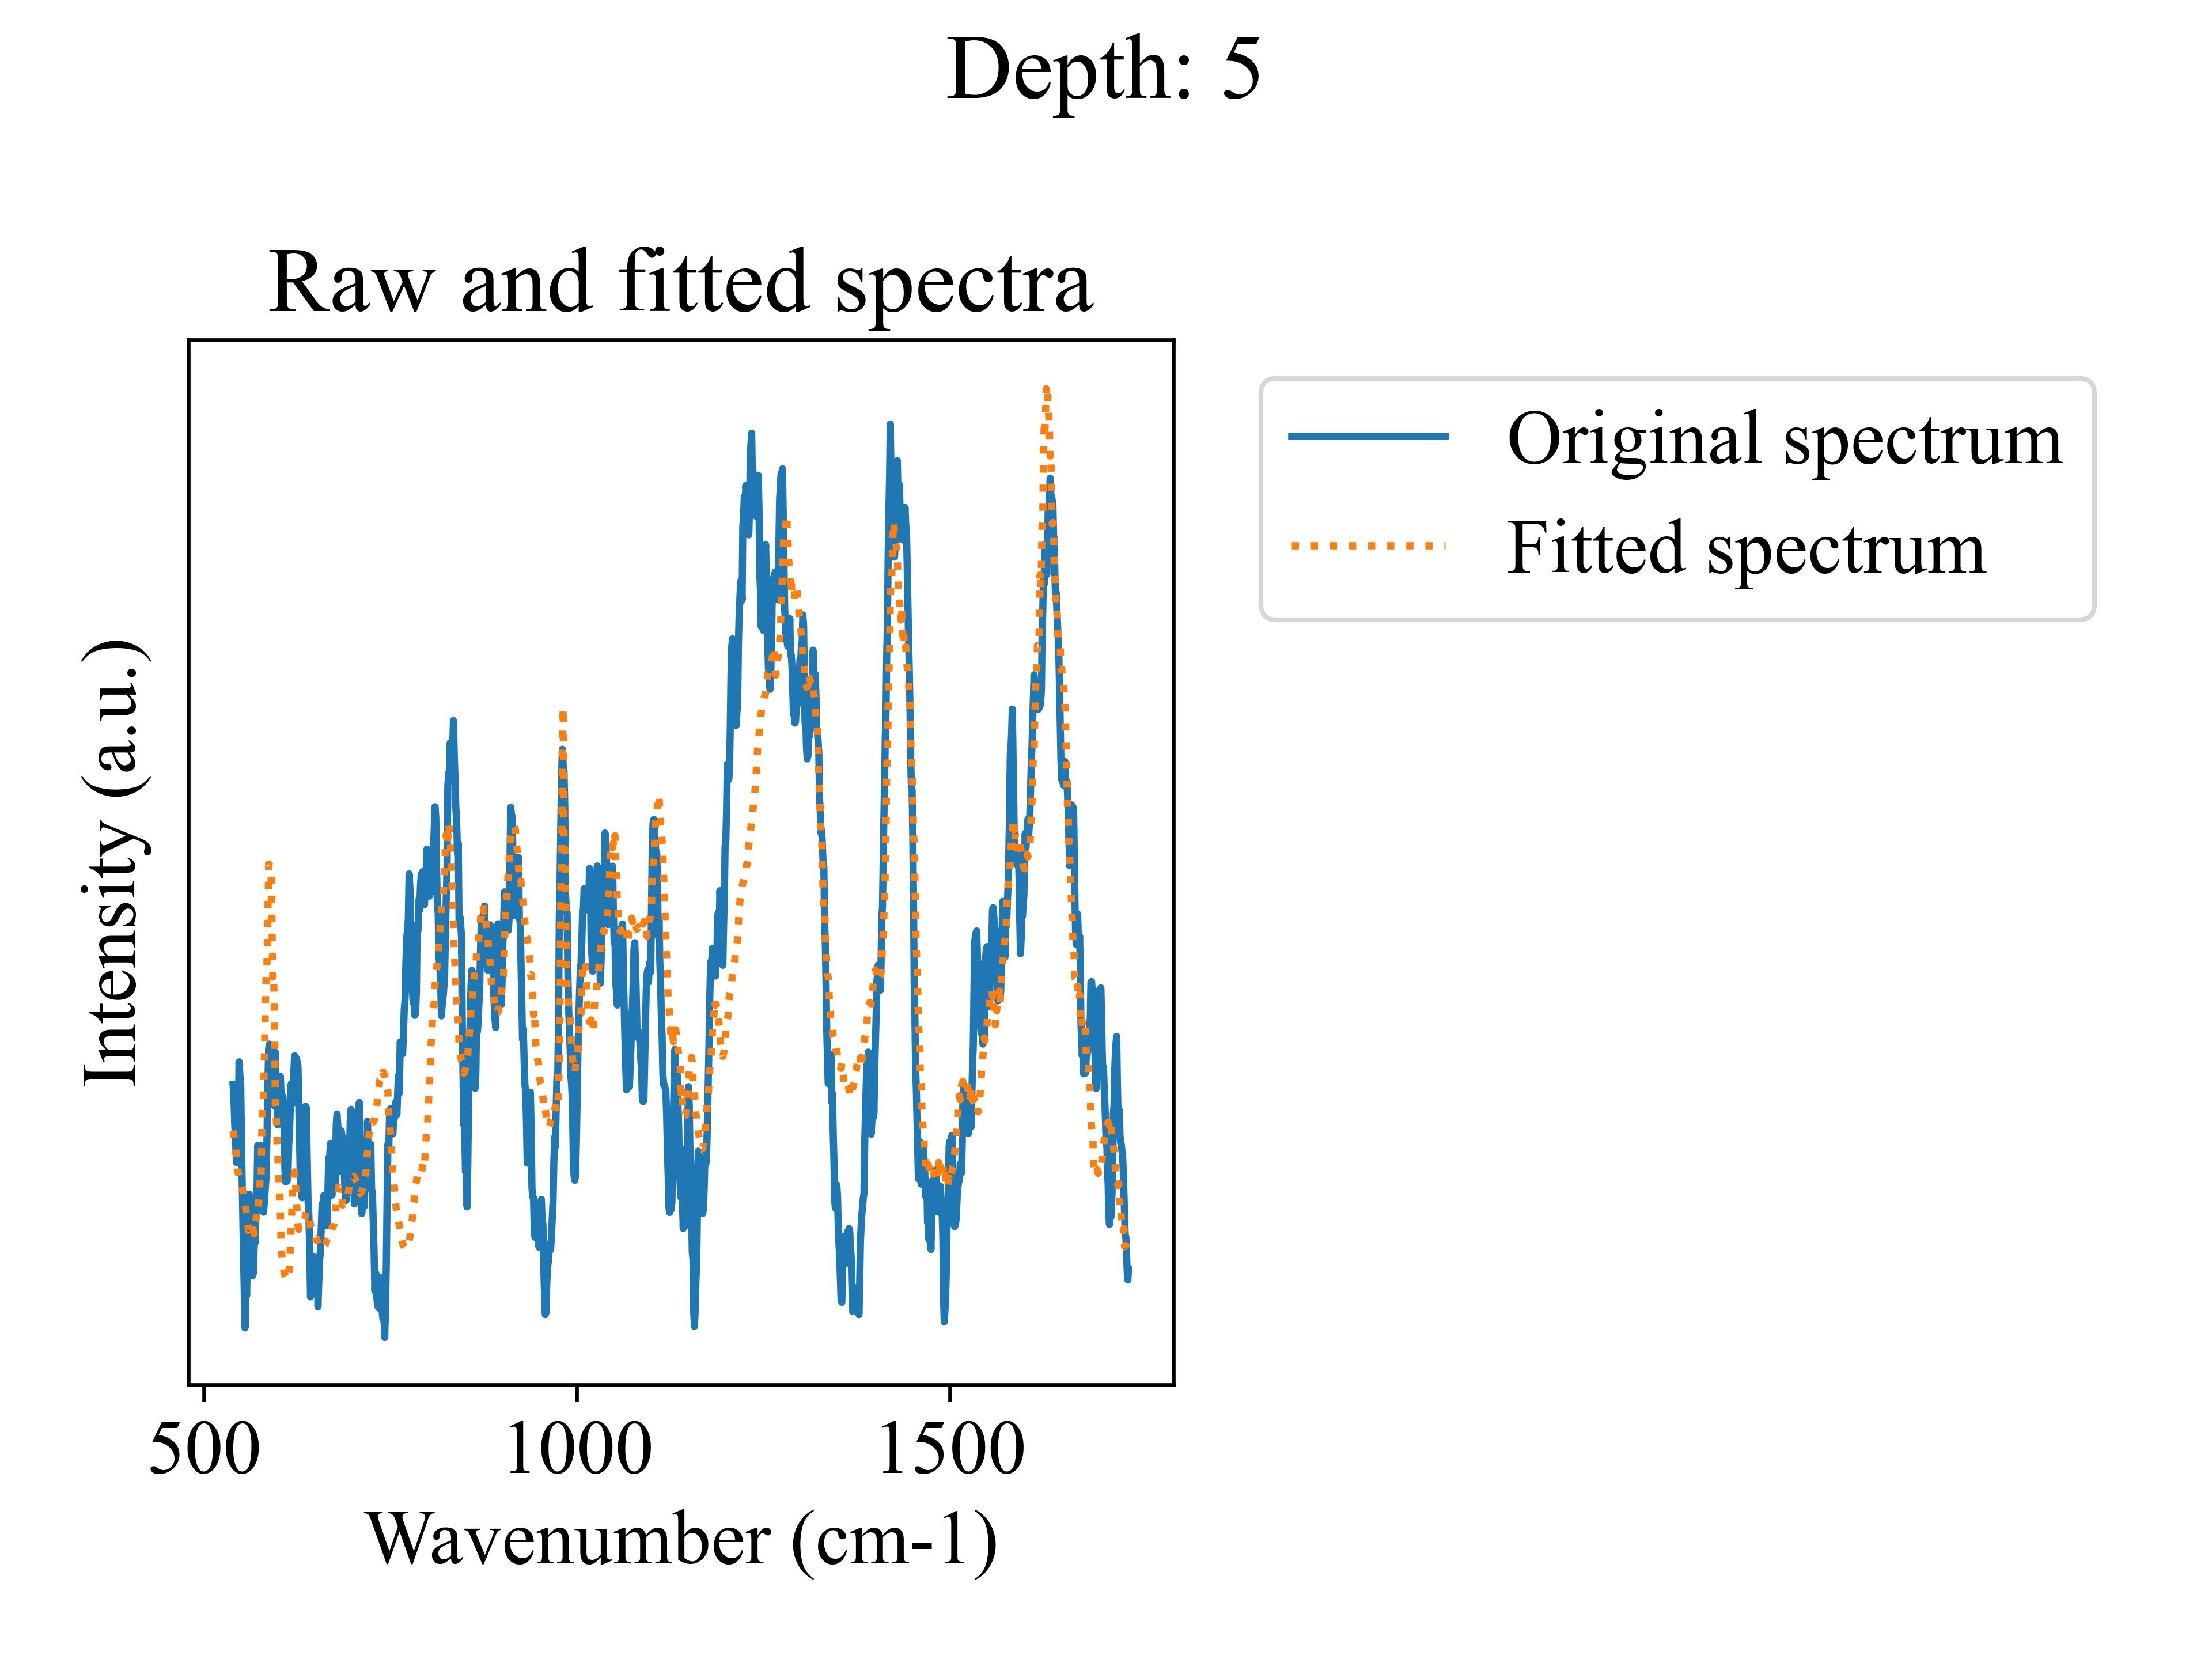 Depth: 5
Raw and fitted spectra
Original spectrum
Fitted spectrum
Intensity (a.u.)
500 1000 1500
Wavenumber (cm-1)